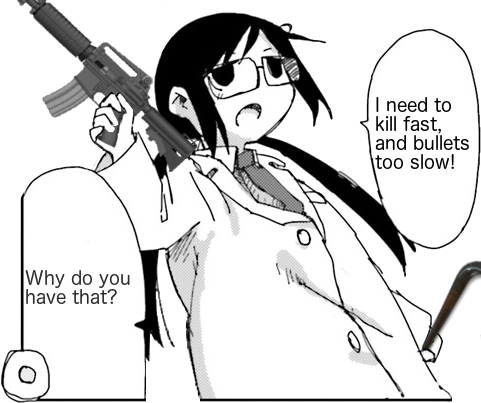 I need to
kill fast,
and bullets
too slow!
Why do you
have that?